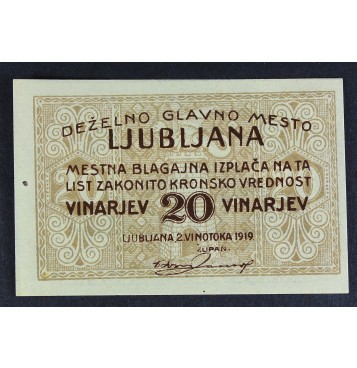 DEŽELNO GLAVNO MESTO
LJUBLJANA
MESTNA BLAGAJNA IZPLAČA NA TA
LIST ZAKONITO KRONSKO VREDNOST
VINARJEV 20 VINARJEV
LJUBLJANA 2. VINOTOKA 1919.
ŽUPAN: